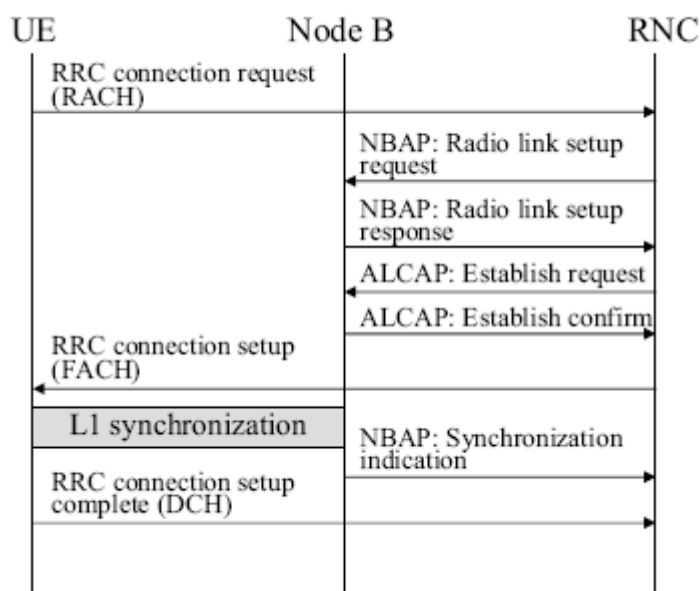 UE Node B RNC
RRC connection request
(RACH)
NBAP: Radio link setup
request
NBAP: Radio link setup
response
ALCAP: Establish request
ALCAP: Establish confirm
RRC connection setup
(FACH)
L1 synchronization
NBAP: Synchronization
indication
RRC connection setup
complete (DCH)